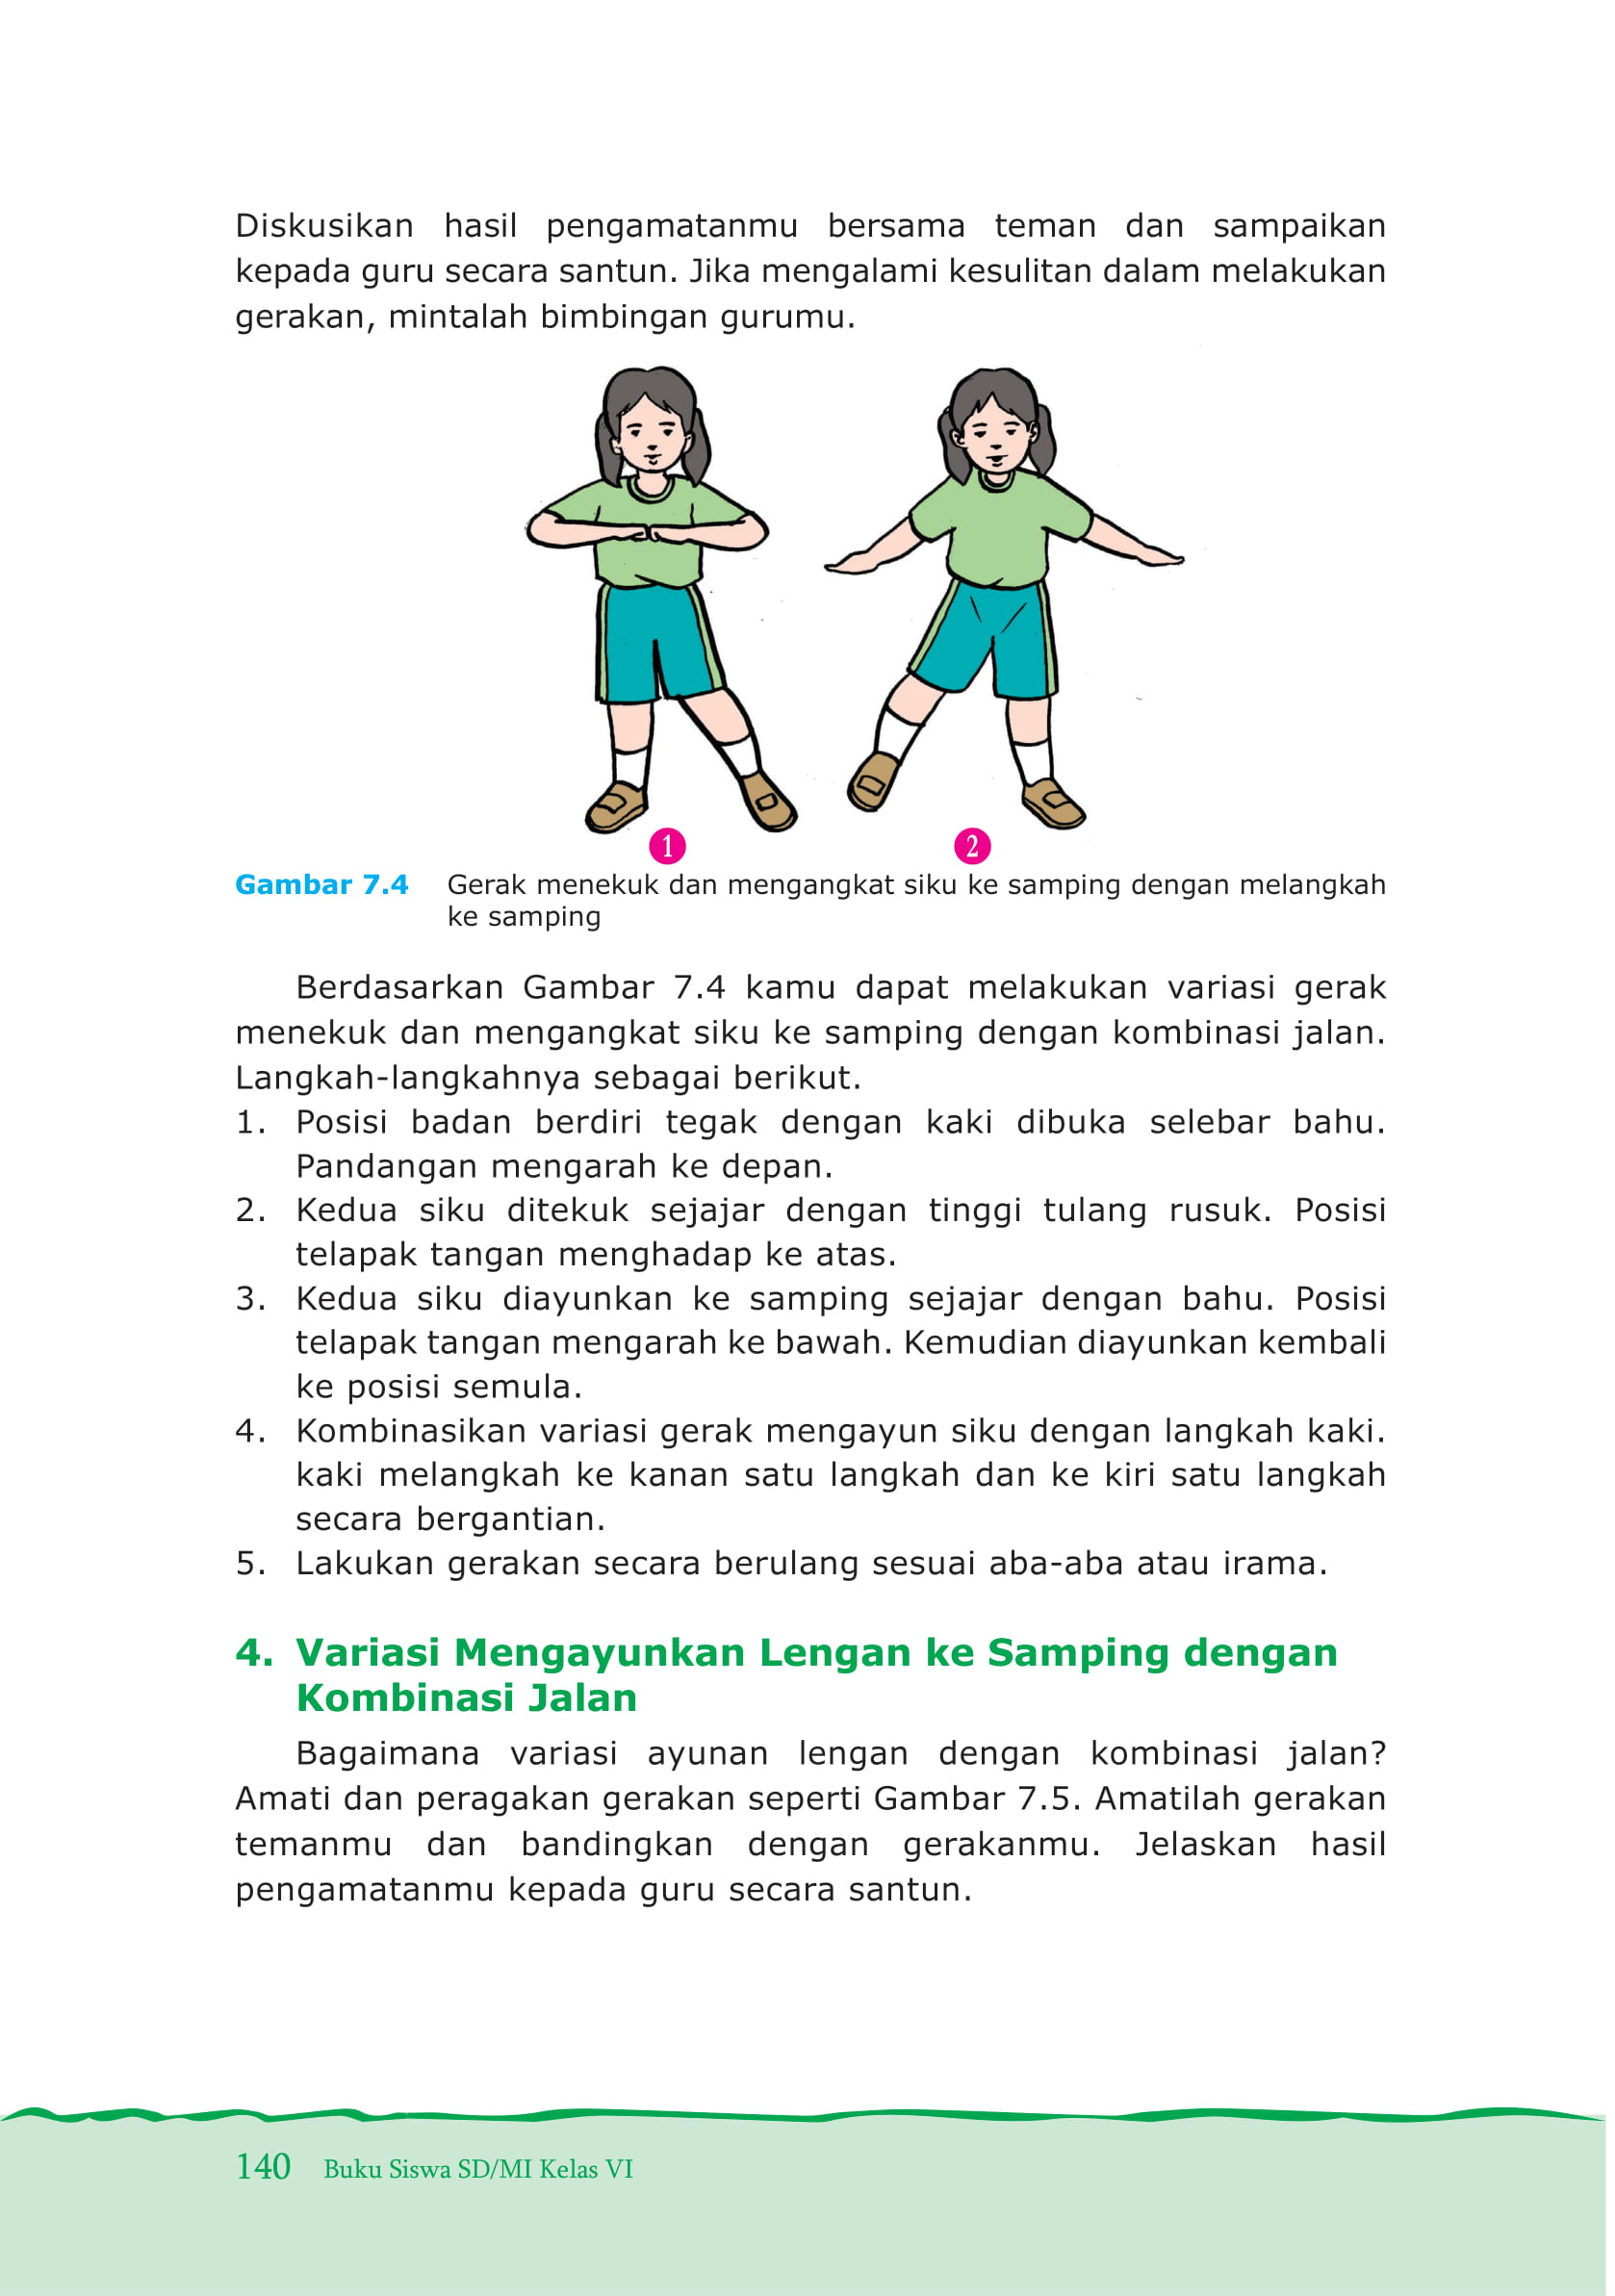 Diskusikan hasil pengamatanmu bersama teman dan sampaikan
kepada guru secara santun. Jika mengalami kesulitan dalam melakukan
gerakan, mintalah bimbingan gurumu.
1
2
Gambar 7.4 Gerak menekuk dan mengangkat siku ke samping dengan melangkah
ke samping
Berdasarkan Gambar 7.4 kamu dapat melakukan variasi gerak
menekuk dan mengangkat siku ke samping dengan kombinasi jalan.
Langkah-langkahnya sebagai berikut.
1. Posisi badan berdiri tegak dengan kaki dibuka selebar bahu.
Pandangan mengarah ke depan.
2. Kedua siku ditekuk sejajar dengan tinggi tulang rusuk. Posisi
telapak tangan menghadap ke atas.
3. Kedua siku diayunkan ke samping sejajar dengan bahu. Posisi
telapak tangan mengarah ke bawah. Kemudian diayunkan kembali
ke posisi semula.
4. Kombinasikan variasi gerak mengayun siku dengan langkah kaki.
kaki melangkah ke kanan satu langkah dan ke kiri satu langkah
secara bergantian.
5. Lakukan gerakan secara berulang sesuai aba-aba atau irama.
4. Variasi Mengayunkan Lengan ke Samping dengan
Kombinasi Jalan
Bagaimana variasi ayunan lengan dengan kombinasi jalan?
Amati dan peragakan gerakan seperti Gambar 7.5. Amatilah gerakan
temanmu dan bandingkan dengan gerakanmu. Jelaskan hasil
pengamatanmu kepada guru secara santun.
140 Buku Siswa SD/MI Kelas VI